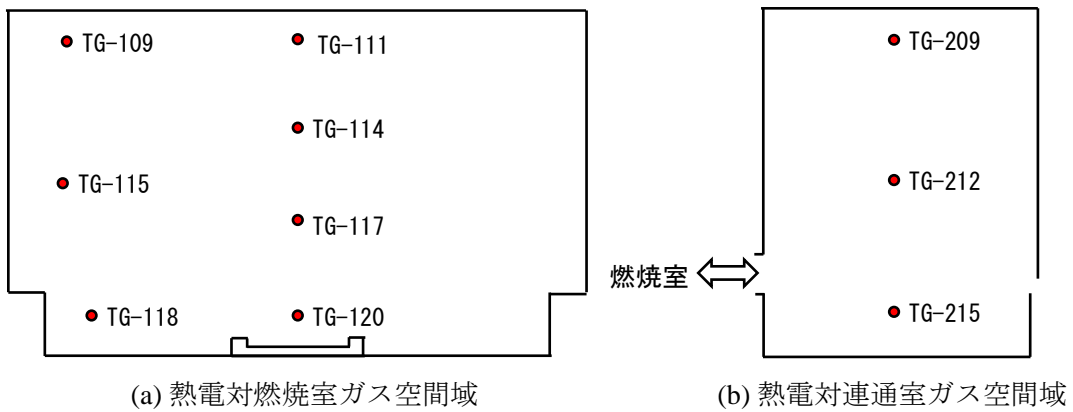 TG-109
TG-111
TG-209
TG-114
TG-115
TG-212
TG-117
燃焼室
TG-118
TG-120
TG-215
(a) 熱電対燃焼室ガス空間域
(b) 熱電対連通室ガス空間域